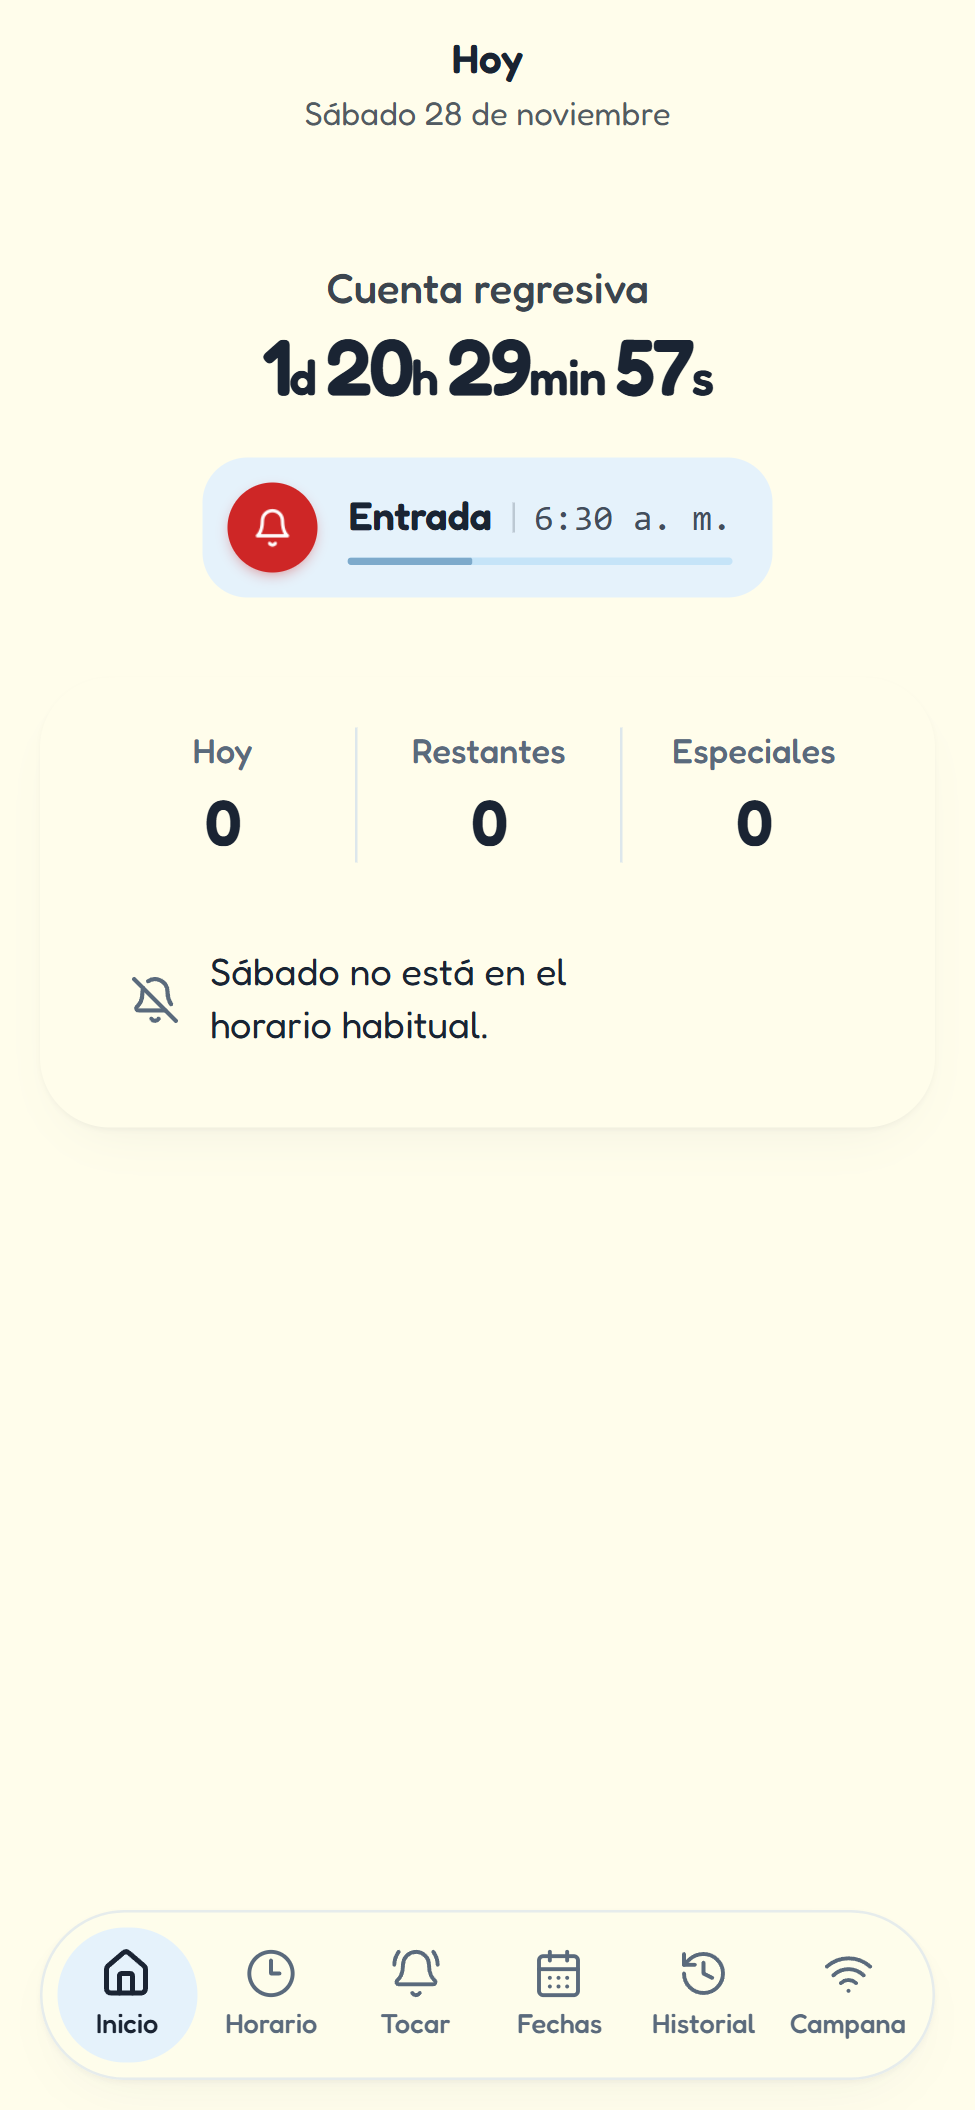 Hoy
Sábado 28 de noviembre
Cuenta regresiva
1d 20h 29min 57s
Entrada | 6:30 a. m.
Hoy Restantes Especiales
0 0 0
Sábado no está en el
horario habitual.
Inicio Horario Tocar Fechas Historial Campana